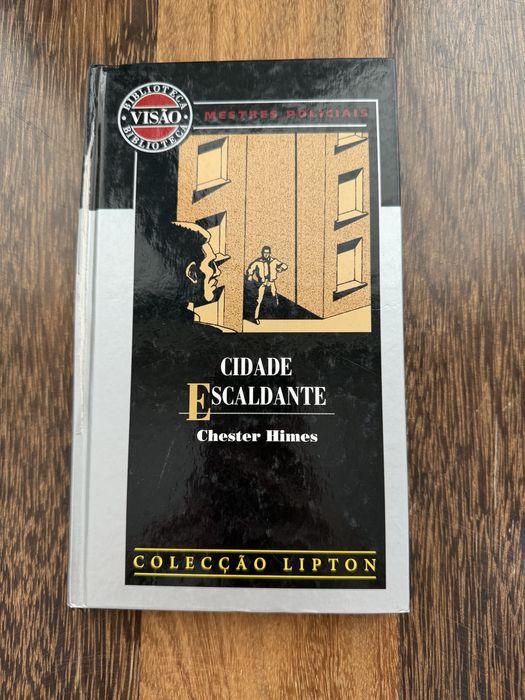 BIBLIOTECA
VISÃO
BIBLIOTECA
MESTRES POLICIAIS
CIDADE
ESCALDANTE
Chester Himes
COLECÇÃO LIPTON